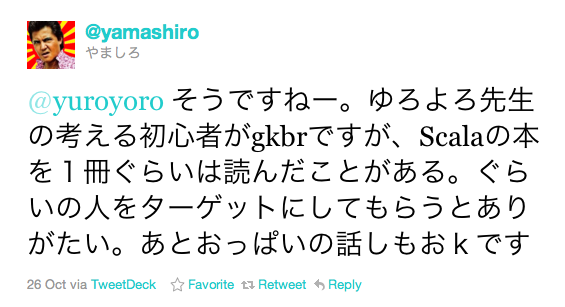 @yamashiro
やましろ
@yuroyoro そうですねー。ゆろよろ先生
の考える初心者がgkbrですが、Scalaの本
を１冊ぐらいは読んだことがある。ぐら
いの人をターゲットにしてもらうとあり
がたい。あとおっぱいの話しもおｋです
26 Oct via TweetDeck Favorite Retweet Reply